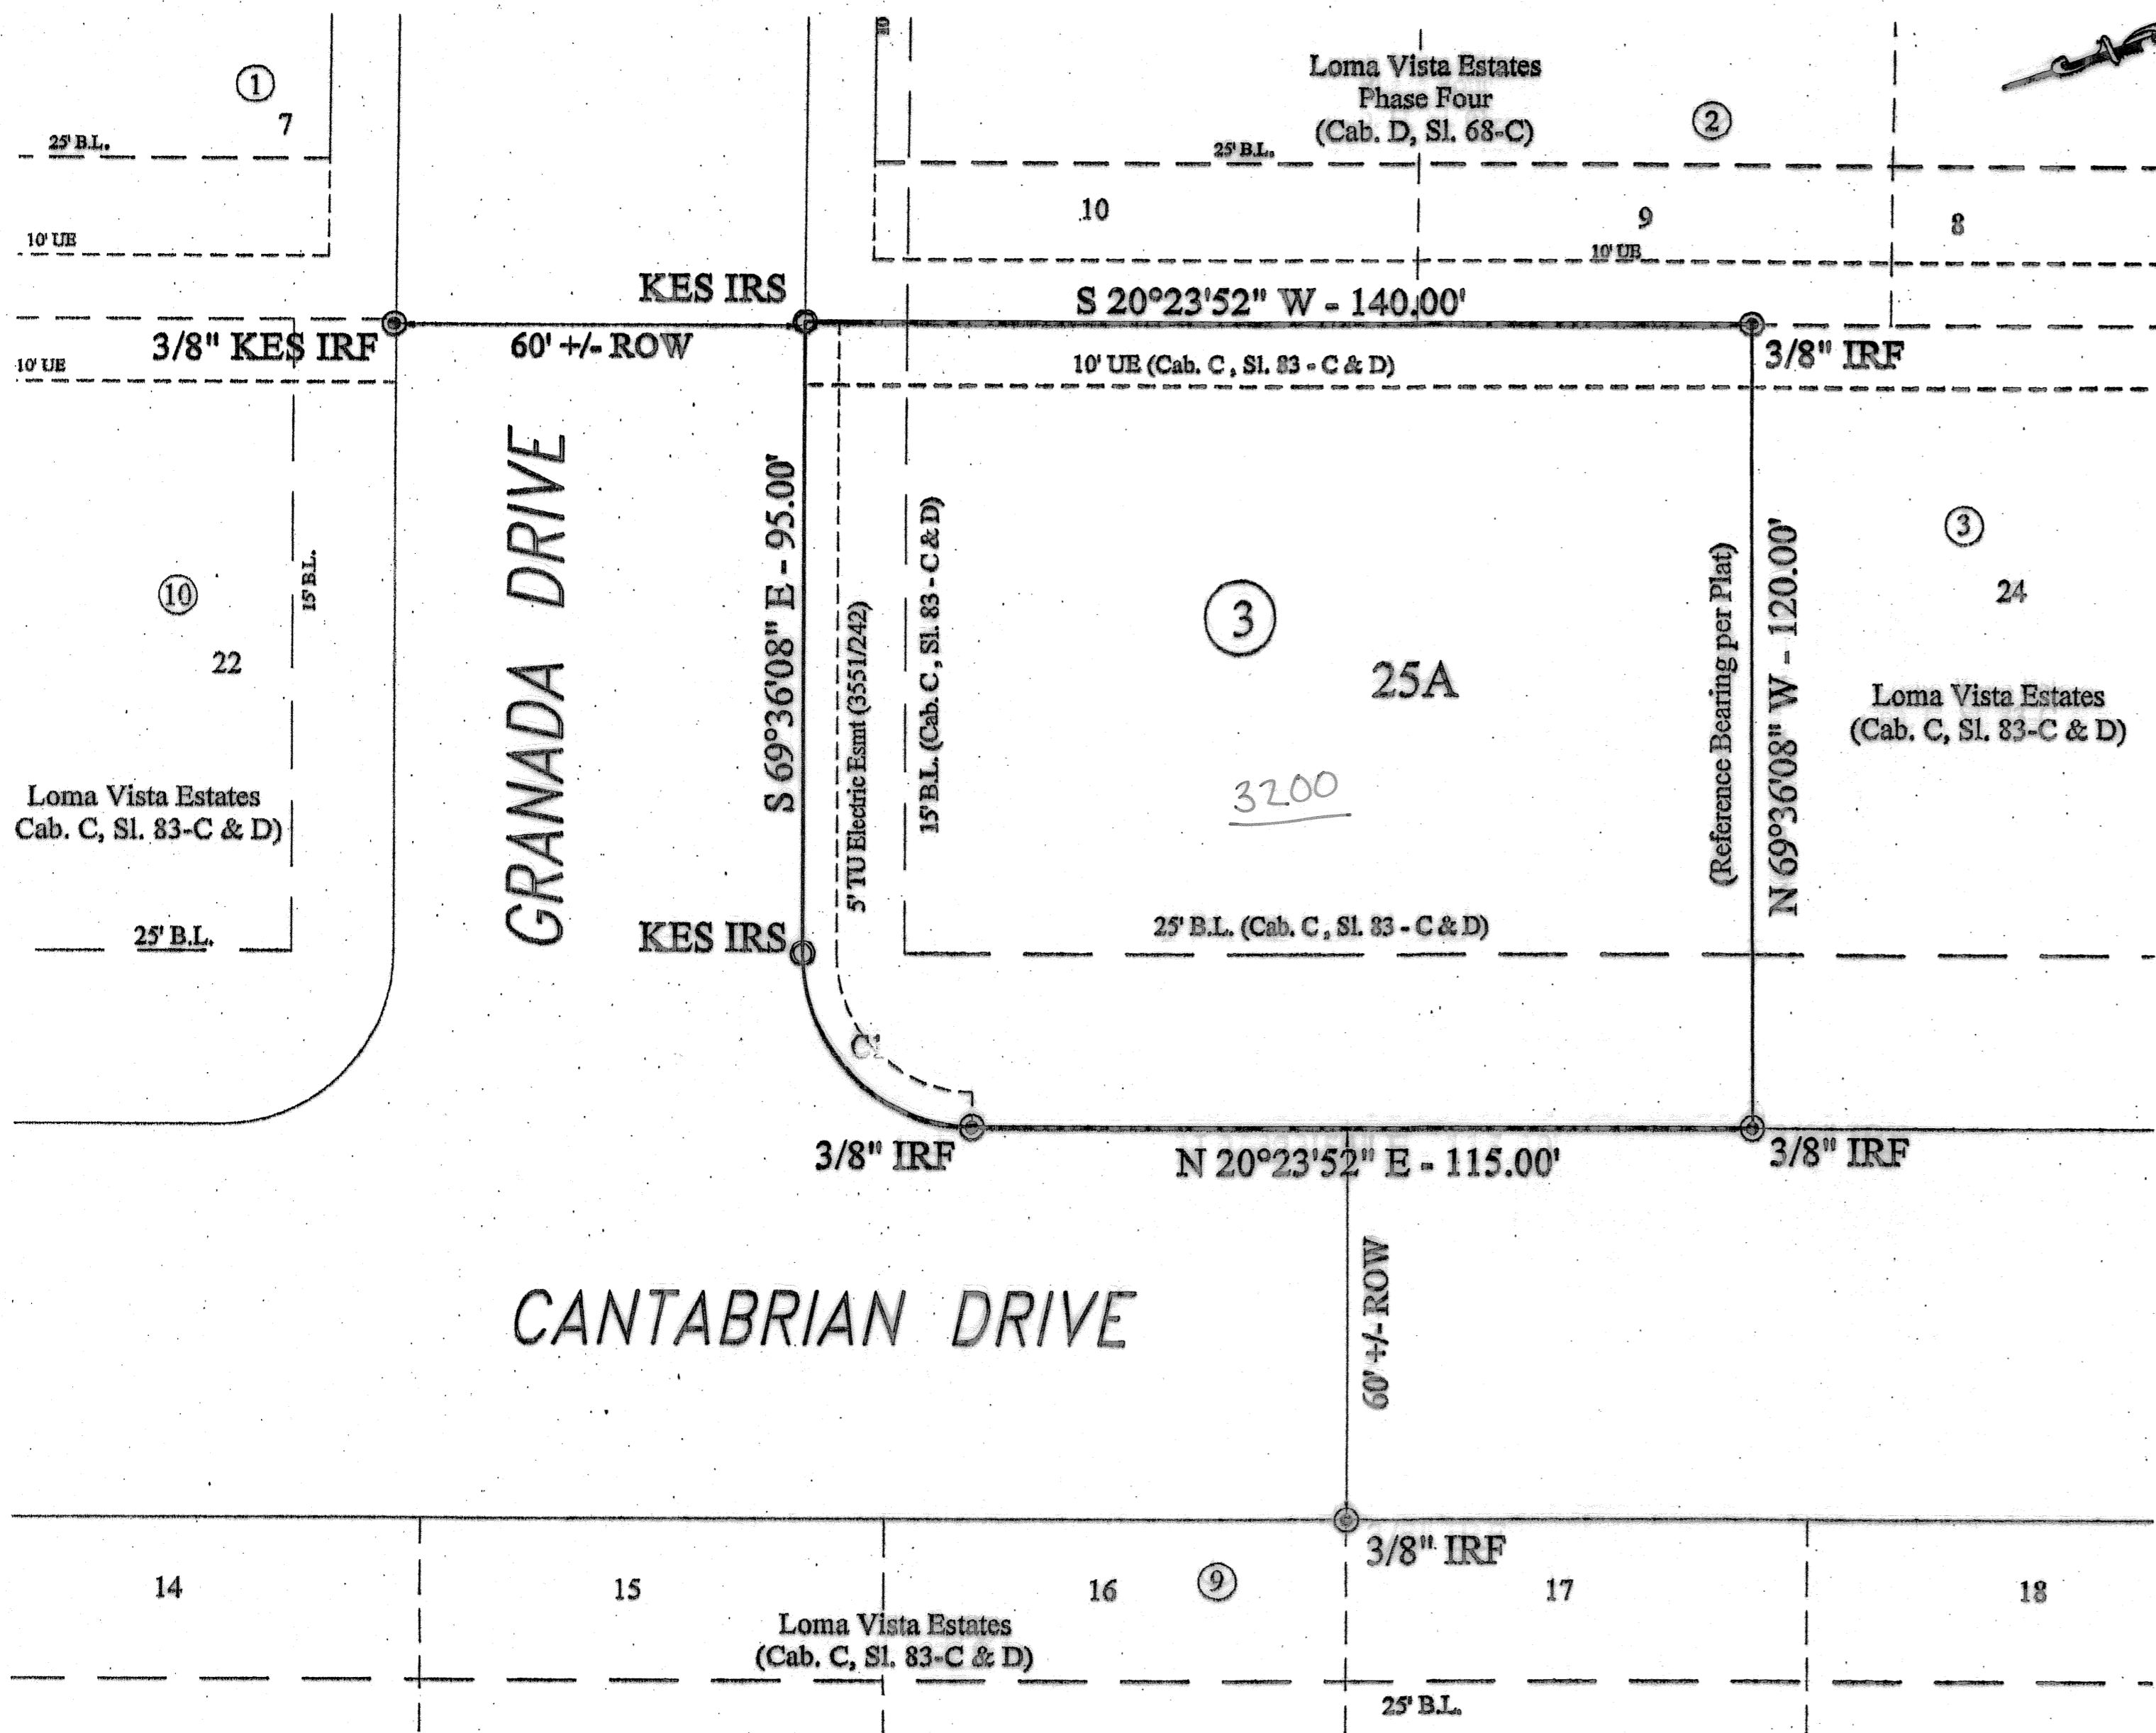 Loma Vista Estates
Phase Four
(Cab. D, Sl. 68-C)
1
7
2
25' B.L.
25' B.L.
10
9
8
10' UE
10' UE
KES IRS
S 20°23'52" W - 140.00'
3/8" KES IRF
60' +/- ROW
3/8" IRF
10' UE
10' UE (Cab. C, Sl. 83 - C & D)
GRANADA DRIVE
S 69°36'08" E - 95.00'
5' TU Electric Esmt (3551/242)
15' B.L. (Cab. C, Sl. 83 - C & D)
15' B.L.
10
22
3
25A
3200
(Reference Bearing per Plat)
N 69°36'08" W - 120.00'
3
24
Loma Vista Estates
(Cab. C, Sl. 83-C & D)
Loma Vista Estates
Cab. C, Sl. 83-C & D)
25' B.L.
KES IRS
25' B.L. (Cab. C, Sl. 83 - C & D)
C1
3/8" IRF
N 20°23'52" E - 115.00'
3/8" IRF
CANTABRIAN DRIVE
60' +/- ROW
3/8" IRF
14
15
16
9
17
18
Loma Vista Estates
(Cab. C, Sl. 83-C & D)
25' B.L.